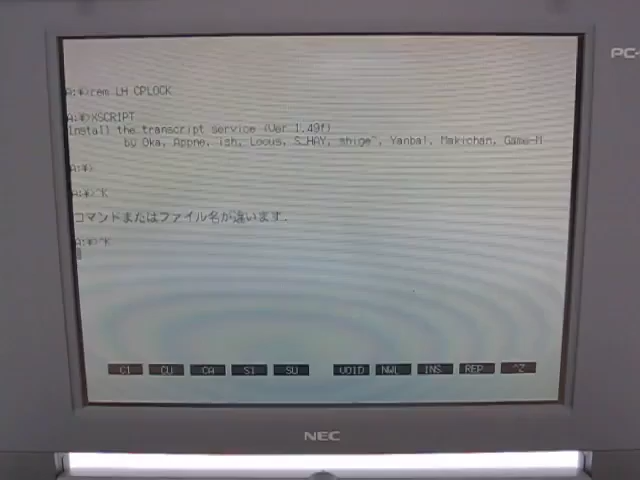 PC-
A:¥>rem LH CPLOCK
A:¥>KSCRIPT
Install the transcript service (Ver 1.49f)
by Oka, Appne, Ish, Locus, S_HAY, shige~, Yanba!, Makichan, Game-M
A:¥>
A:¥>^K
コマンドまたはファイル名が違います.
A:¥>^K
C1 CU CA S1 SU VOID NWL INS REP ^Z
NEC